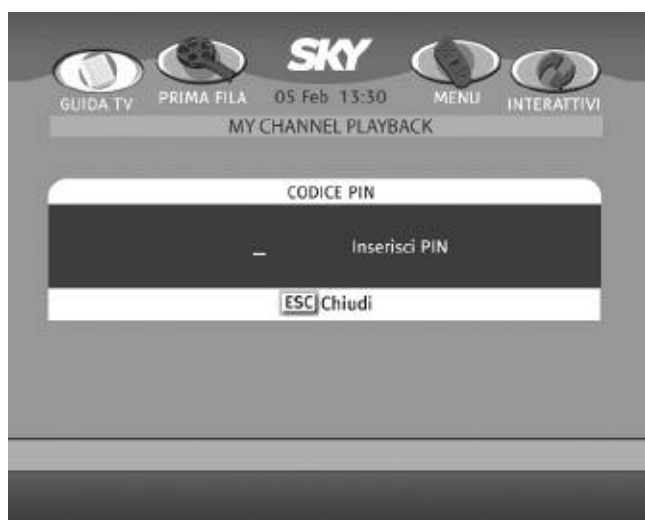 SKY
GUIDA TV
PRIMA FILA
05 Feb 13:30
MENU
INTERATTIVI
MY CHANNEL PLAYBACK
CODICE PIN
_ Inserisci PIN
ESC Chiudi